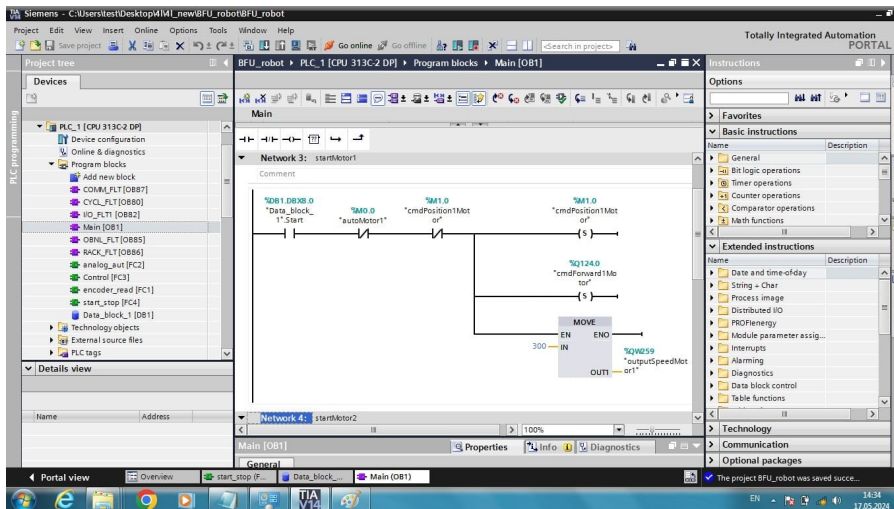 Siemens - C:\Users\test\Desktop\4l4l_new\BFU_robot\BFU_robot
Project Edit View Insert Online Options Tools Window Help
Totally Integrated Automation
PORTAL
Save project
Go online
Go offline
<Search in project>
Project tree
BFU_robot ▸ PLC_1 [CPU 313C-2 DP] ▸ Program blocks ▸ Main [OB1]
Instructions
Devices
Options
PLC programming
PLC_1 [CPU 313C-2 DP]
Device configuration
Online & diagnostics
Program blocks
Add new block
COMM_FLT [OB87]
CYCL_FLT [OB80]
I/O_FLT1 [OB82]
Main [OB1]
OBNL_FLT [OB85]
RACK_FLT [OB86]
analog_aut [FC2]
Control [FC3]
encoder_read [FC1]
start_stop [FC4]
Data_block_1 [DB1]
Technology objects
External source files
PLC tags
Details view
Name Address
Main
Network 3: startMotor1
Comment
%DB1.DBX8.0
"Data_block_
1".Start
%M0.0
"autoMotor1"
%M1.0
"cmdPosition1Mot
or"
%M1.0
"cmdPosition1Mot
or"
S
%Q124.0
"cmdForward1Mo
tor"
S
MOVE
EN ENO
300 IN
%QW259
"outputSpeedMot
or1"
OUT1
Network 4: startMotor2
100%
Main [OB1]
Properties Info Diagnostics
General
Favorites
Basic instructions
Name Description
General
Bit logic operations
Timer operations
Counter operations
Comparator operations
Math functions
Extended instructions
Name Description
Date and time-of-day
String + Char
Process image
Distributed I/O
PROFIenergy
Module parameter assig...
Interrupts
Alarming
Diagnostics
Data block control
Table functions
Technology
Communication
Optional packages
Portal view
Overview
start_stop (F...
Data_block_...
Main (OB1)
The project BFU_robot was saved succe...
TIA
V14
EN
14:34
17.05.2024